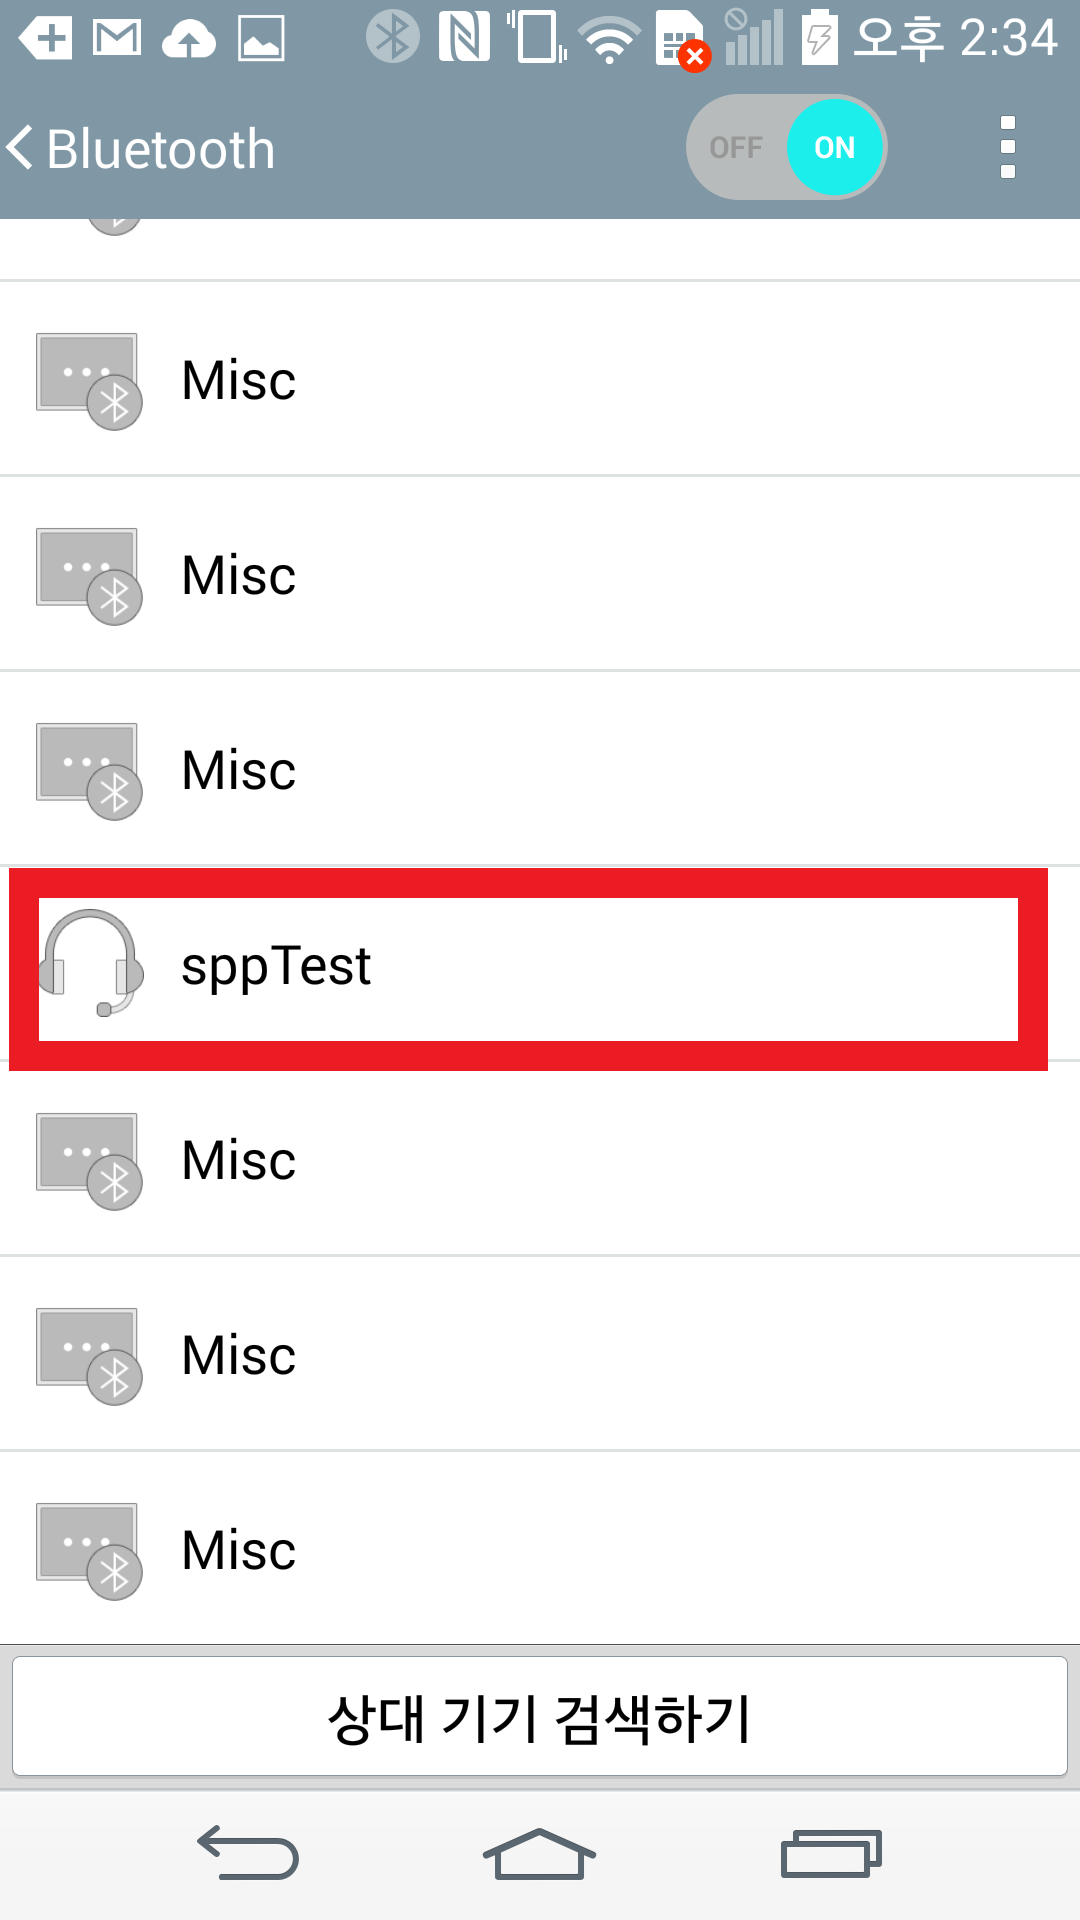 오후 2:34
Bluetooth
OFF ON
Misc
Misc
Misc
sppTest
Misc
Misc
Misc
상대 기기 검색하기